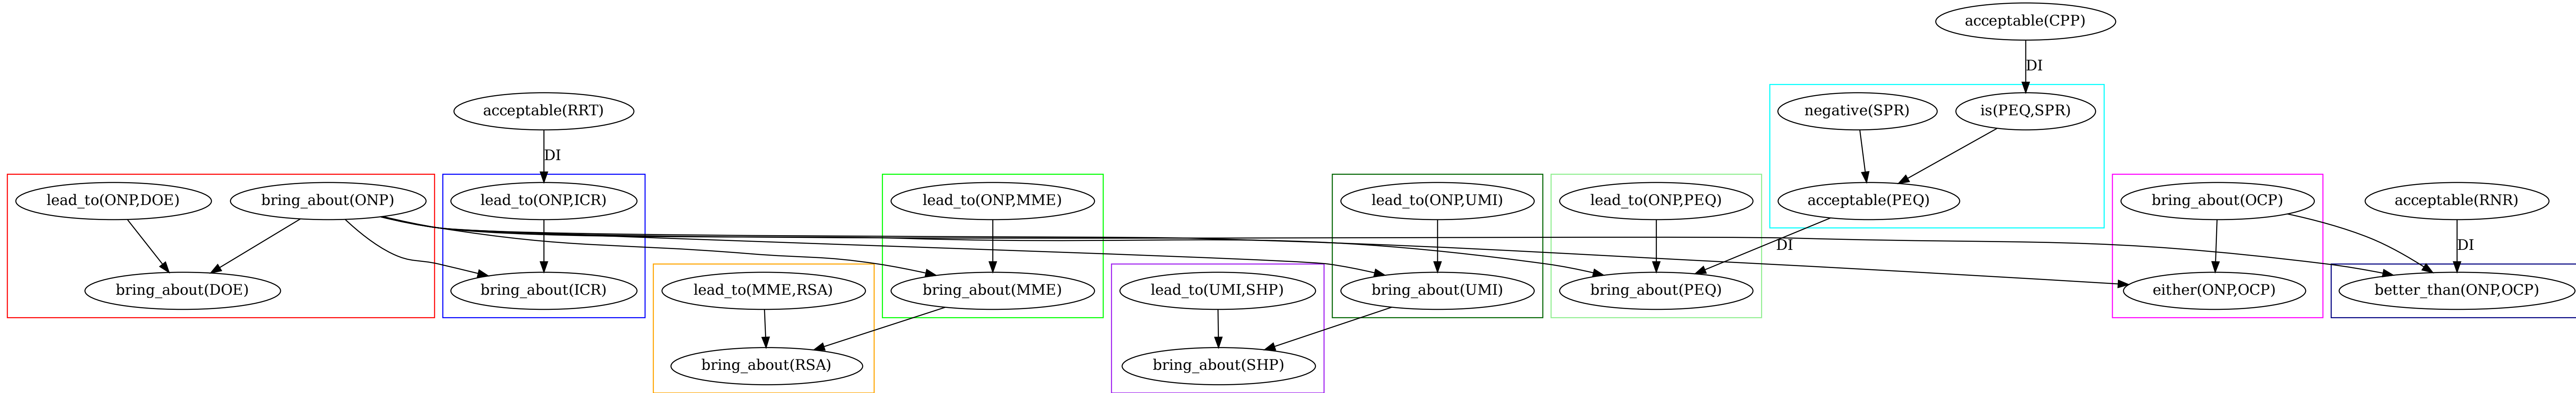 acceptable(CPP)
DI
acceptable(RRT)
negative(SPR)
is(PEQ,SPR)
DI
lead_to(ONP,DOE)
bring_about(ONP)
lead_to(ONP,ICR)
lead_to(ONP,MME)
lead_to(ONP,UMI)
lead_to(ONP,PEQ)
acceptable(PEQ)
bring_about(OCP)
acceptable(RNR)
DI
DI
bring_about(DOE)
bring_about(ICR)
lead_to(MME,RSA)
bring_about(MME)
lead_to(UMI,SHP)
bring_about(UMI)
bring_about(PEQ)
either(ONP,OCP)
better_than(ONP,OCP)
bring_about(RSA)
bring_about(SHP)